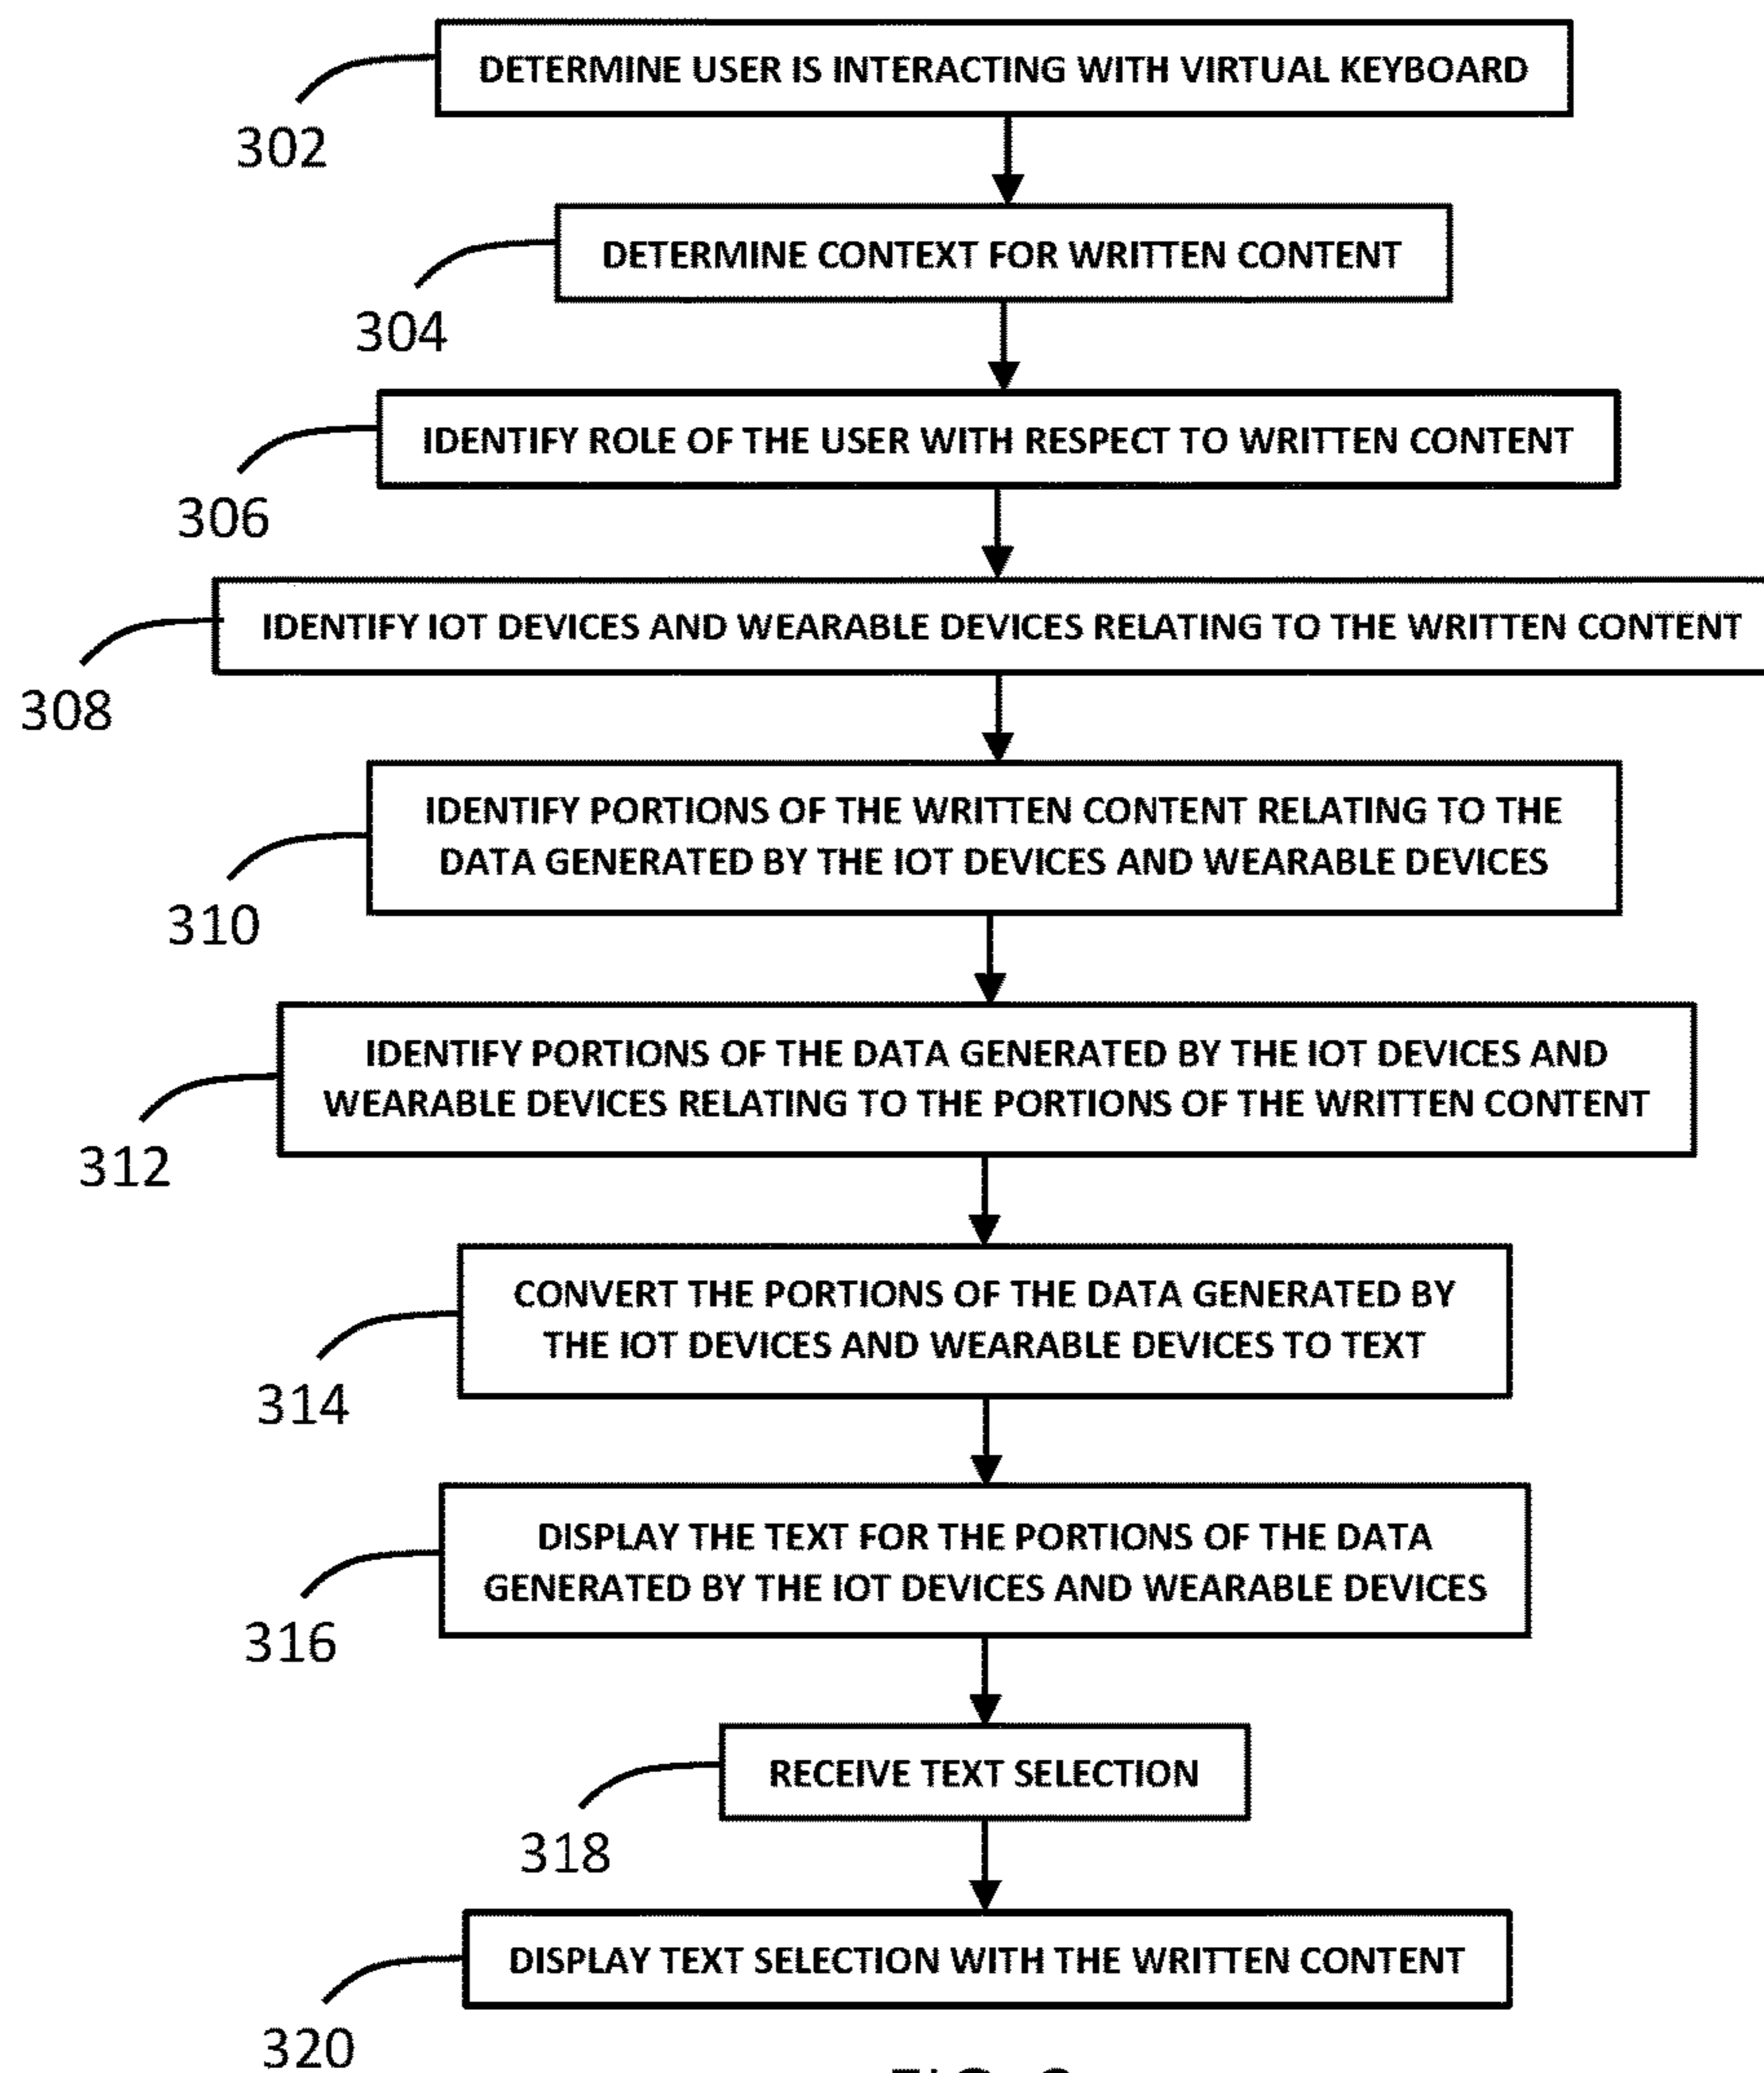 DETERMINE USER IS INTERACTING WITH VIRTUAL KEYBOARD
302
DETERMINE CONTEXT FOR WRITTEN CONTENT
304
IDENTIFY ROLE OF THE USER WITH RESPECT TO WRITTEN CONTENT
306
IDENTIFY IOT DEVICES AND WEARABLE DEVICES RELATING TO THE WRITTEN CONTENT
308
IDENTIFY PORTIONS OF THE WRITTEN CONTENT RELATING TO THE
DATA GENERATED BY THE IOT DEVICES AND WEARABLE DEVICES
310
IDENTIFY PORTIONS OF THE DATA GENERATED BY THE IOT DEVICES AND
WEARABLE DEVICES RELATING TO THE PORTIONS OF THE WRITTEN CONTENT
312
CONVERT THE PORTIONS OF THE DATA GENERATED BY
THE IOT DEVICES AND WEARABLE DEVICES TO TEXT
314
DISPLAY THE TEXT FOR THE PORTIONS OF THE DATA
GENERATED BY THE IOT DEVICES AND WEARABLE DEVICES
316
RECEIVE TEXT SELECTION
318
DISPLAY TEXT SELECTION WITH THE WRITTEN CONTENT
320